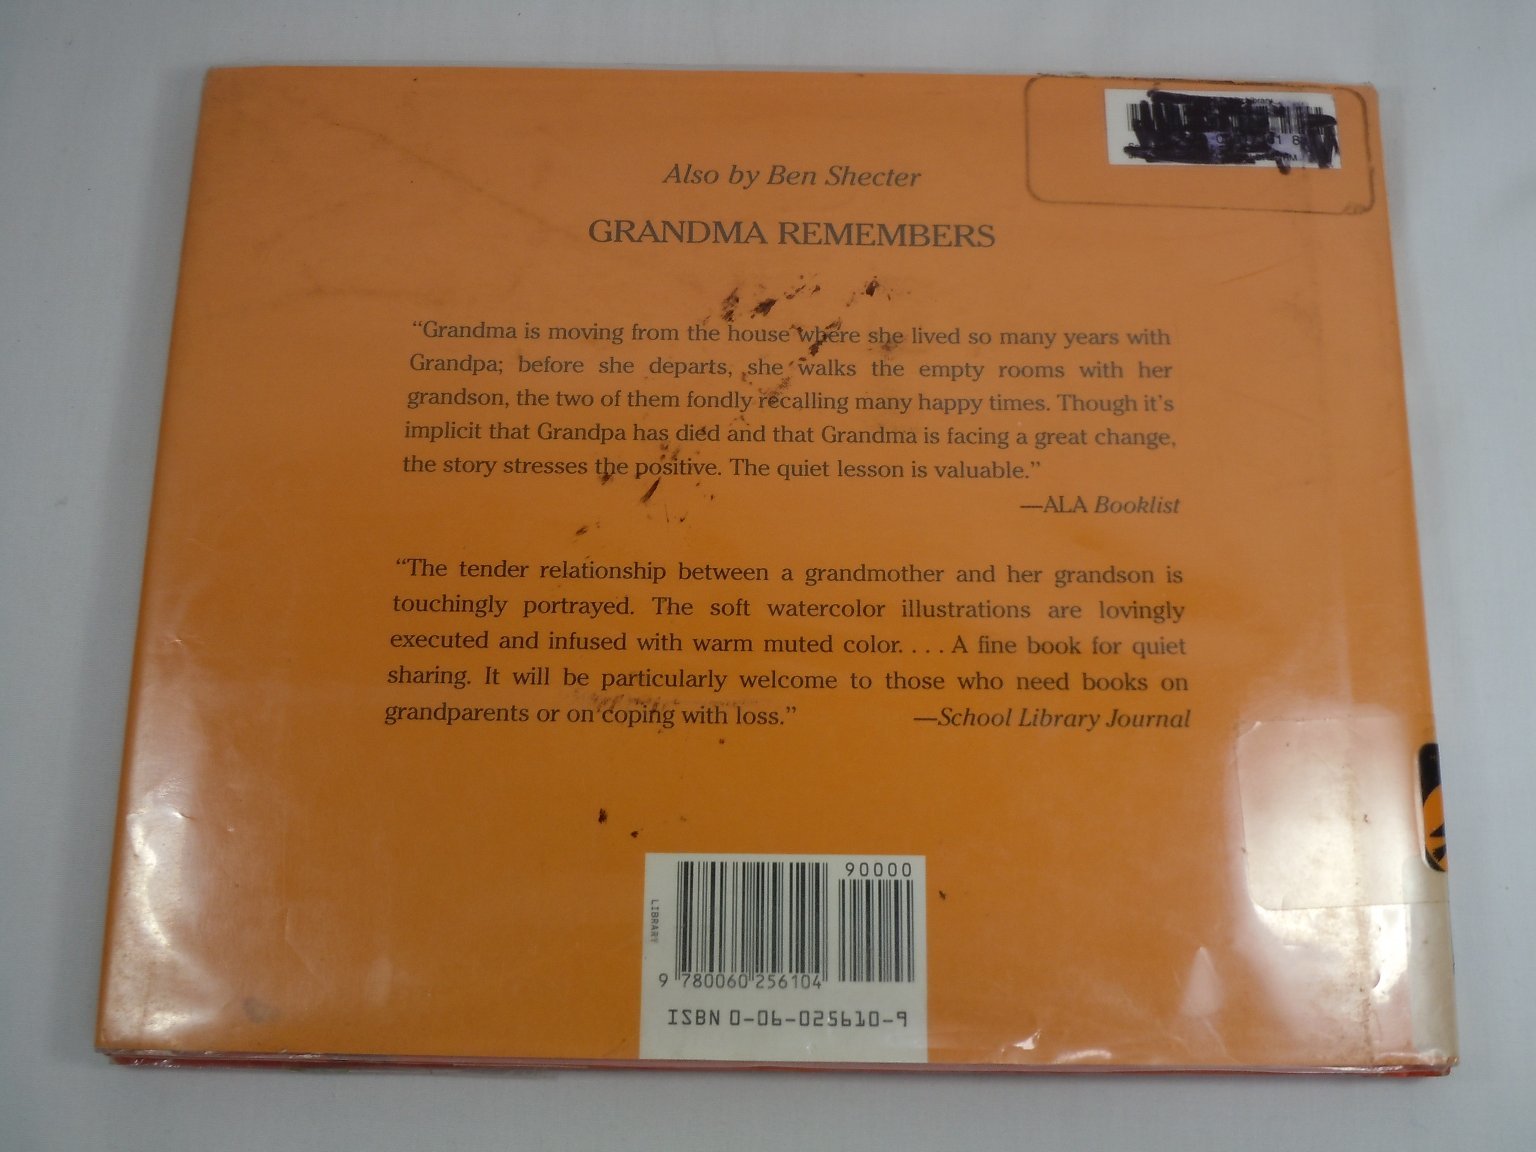 Also by Ben Shecter
GRANDMA REMEMBERS
“Grandma is moving from the house where she lived so many years with
Grandpa; before she departs, she walks the empty rooms with her
grandson, the two of them fondly recalling many happy times. Though it's
implicit that Grandpa has died and that Grandma is facing a great change,
the story stresses the positive. The quiet lesson is valuable.”
—ALA Booklist
“The tender relationship between a grandmother and her grandson is
touchingly portrayed. The soft watercolor illustrations are lovingly
executed and infused with warm muted color. . . . A fine book for quiet
sharing. It will be particularly welcome to those who need books on
grandparents or on coping with loss.” —School Library Journal
90000
LIBRARY
9 780060 256104
ISBN 0-06-025610-9